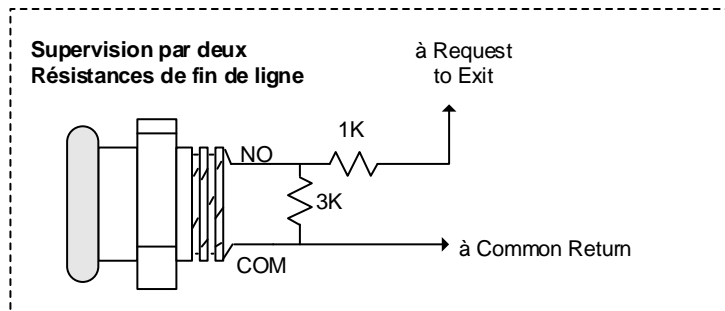 Supervision par deux
Résistances de fin de ligne
à Request
to Exit
1K
NO
3K
COM
à Common Return